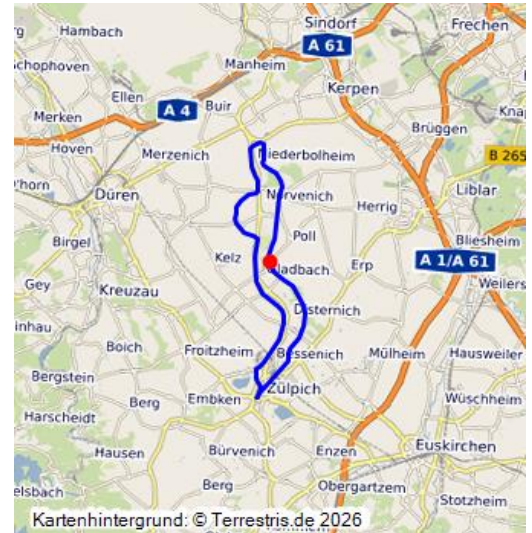 Hambach
Sindorf
Frechen
A 61
Schophoven
Manheim
Kerpen
Ellen
A 4
Buir
Merken
Brüggen
Hoven
Merzenich
Niederbolheim
B 265
D'horn
Düren
Nörvenich
Liblar
Herrig
Birgel
Poll
Bliesheim
Kelz
A 1/A 61
Gey
Gladbach
Erp
Weilers
Kreuzau
Disternich
Boich
Froitzheim
Bessenich
Mülheim
Hausweiler
Bergstein
Zülpich
Berg
Embken
Wüschheim
Harscheidt
Hausen
Bürvenich
Enzen
Euskirchen
Berg
Obergartzem
Stotzheim
Kartenhintergrund: © Terrestris.de 2026